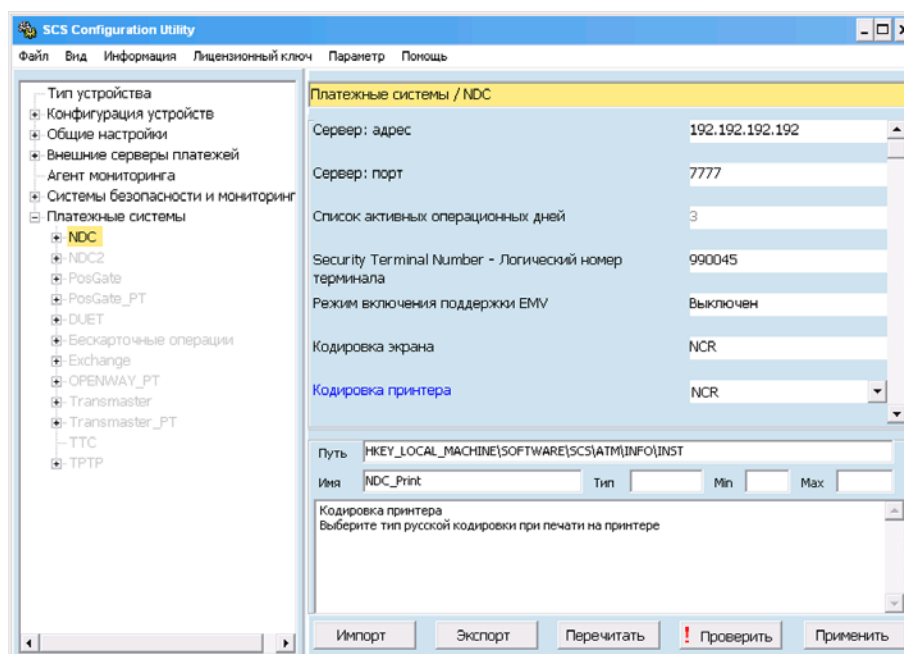 SCS Configuration Utility
Файл Вид Информация Лицензионный ключ Параметр Помощь
Тип устройства
Конфигурация устройств
Общие настройки
Внешние серверы платежей
Агент мониторинга
Системы безопасности и мониторинг
Платежные системы
NDC
NDC2
PosGate
PosGate_PT
DUET
Бескарточные операции
Exchange
OPENWAY_PT
Transmaster
Transmaster_PT
TTC
TPTP
Платежные системы / NDC
Сервер: адрес 192.192.192.192
Сервер: порт 7777
Список активных операционных дней 3
Security Terminal Number - Логический номер терминала 990045
Режим включения поддержки EMV Выключен
Кодировка экрана NCR
Кодировка принтера NCR
Путь HKEY_LOCAL_MACHINE\SOFTWARE\SCS\ATM\INFO\INST
Имя NDC_Print Тип Min Max
Кодировка принтера
Выберите тип русской кодировки при печати на принтере
Импорт Экспорт Перечитать ! Проверить Применить